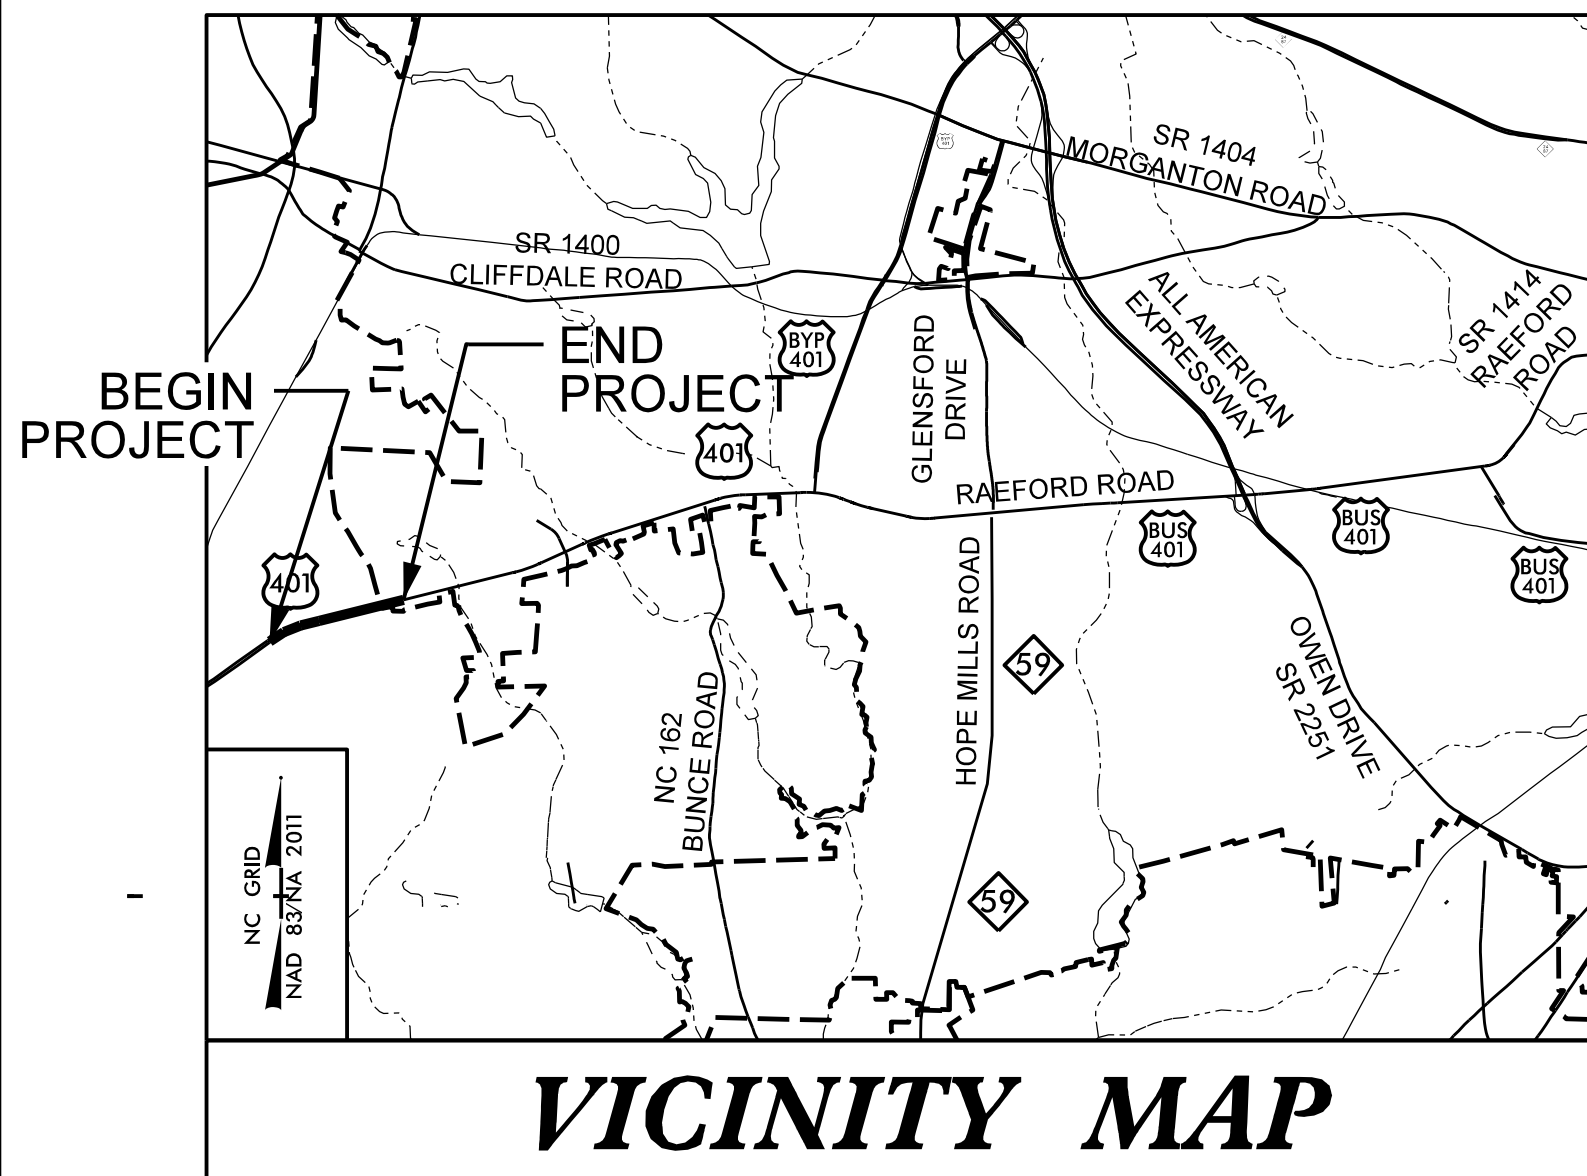 SR 1404
MORGANTON ROAD
SR 1400
CLIFFDALE ROAD
BYP
401
END
PROJECT
BEGIN
PROJECT
BYP
401
401
GLENSFORD
DRIVE
ALL AMERICAN
EXPRESSWAY
SR 1414
RAEFORD
ROAD
RAEFORD ROAD
BUS
401
BUS
401
BUS
401
401
HOPE MILLS ROAD
59
OWEN DRIVE
SR 2251
NC 162
BUNCE ROAD
59
NC GRID
NAD 83/NA 2011
VICINITY MAP